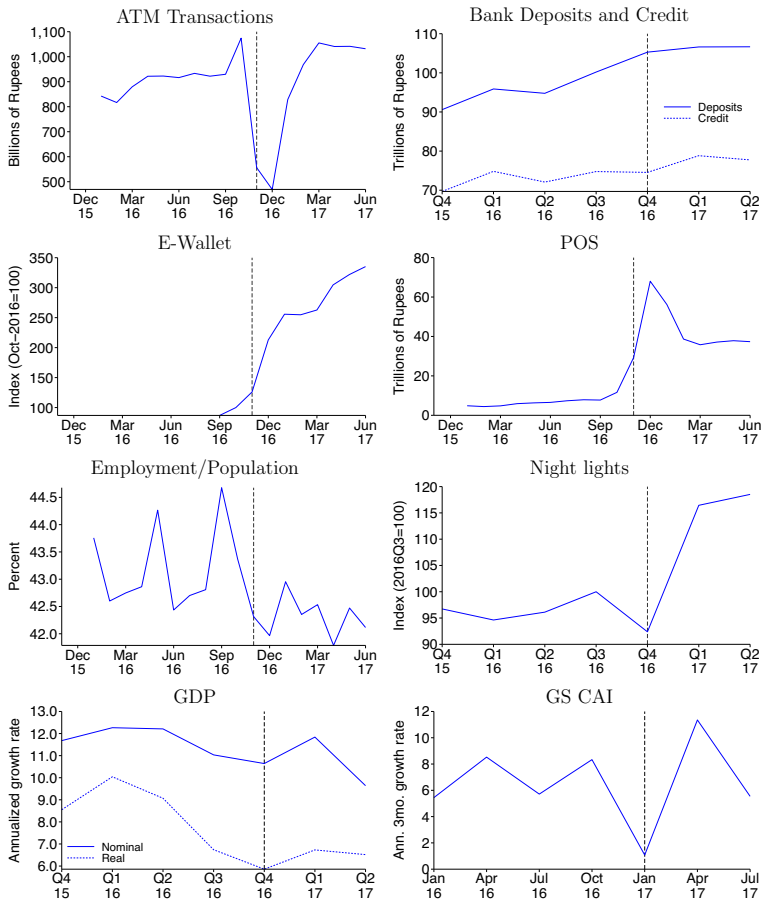 ATM Transactions
Billions of Rupees
1,100
1,000
900
800
700
600
500
Dec Mar Jun Sep Dec Mar Jun
15 16 16 16 16 17 17
Bank Deposits and Credit
Trillions of Rupees
110
100
90
80
70
Deposits
Credit
Q4 Q1 Q2 Q3 Q4 Q1 Q2
15 16 16 16 16 17 17
E-Wallet
Index (Oct-2016=100)
350
300
250
200
150
100
Dec Mar Jun Sep Dec Mar Jun
15 16 16 16 16 17 17
POS
Trillions of Rupees
80
60
40
20
0
Dec Mar Jun Sep Dec Mar Jun
15 16 16 16 16 17 17
Employment/Population
Percent
44.5
44.0
43.5
43.0
42.5
42.0
Dec Mar Jun Sep Dec Mar Jun
15 16 16 16 16 17 17
Night lights
Index (2016Q3=100)
120
115
110
105
100
95
90
Q4 Q1 Q2 Q3 Q4 Q1 Q2
15 16 16 16 16 17 17
GDP
Annualized growth rate
13.0
12.0
11.0
10.0
9.0
8.0
7.0
6.0
Nominal
Real
Q4 Q1 Q2 Q3 Q4 Q1 Q2
15 16 16 16 16 17 17
GS CAI
Ann. 3mo. growth rate
12
10
8
6
4
2
0
Jan Apr Jul Oct Jan Apr Jul
16 16 16 16 17 17 17